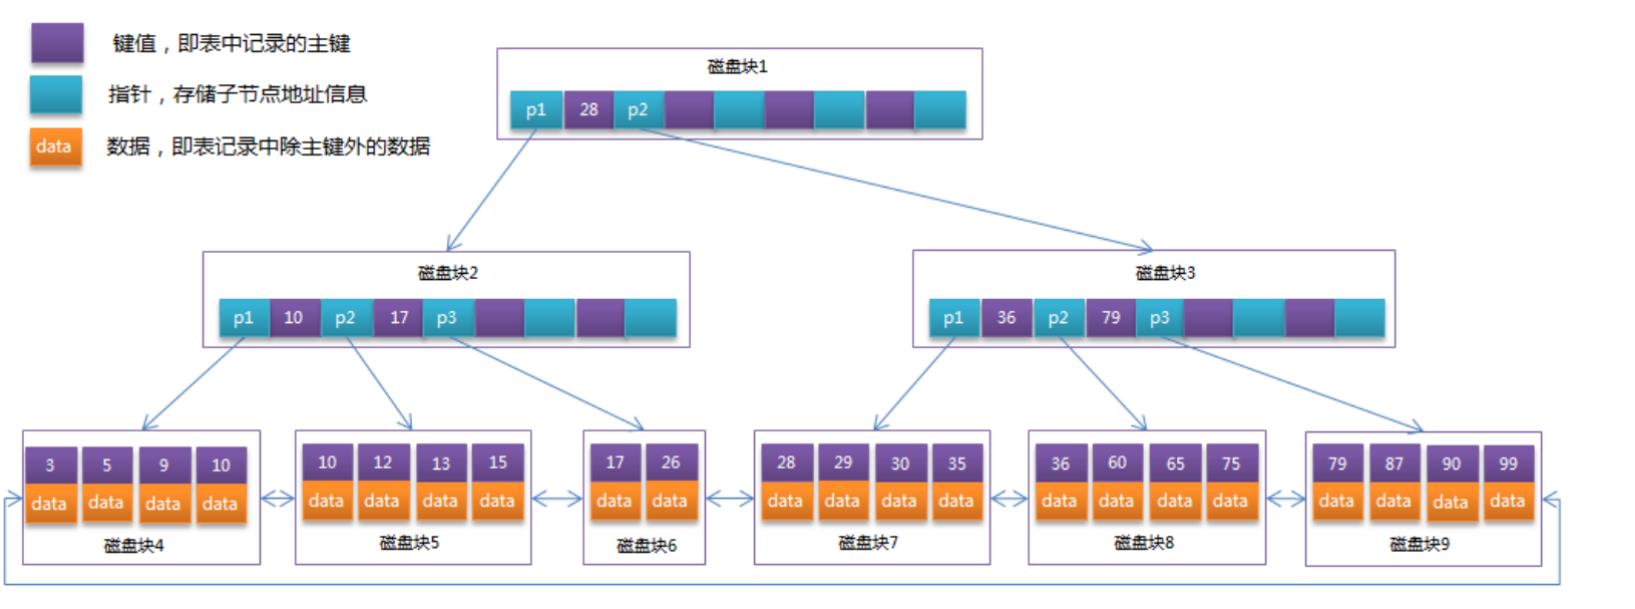 键值，即表中记录的主键
指针，存储子节点地址信息
data 数据，即表记录中除主键外的数据
磁盘块1
p1 28 p2
磁盘块2
p1 10 p2 17 p3
磁盘块3
p1 36 p2 79 p3
3 5 9 10
data data data data
磁盘块4
10 12 13 15
data data data data
磁盘块5
17 26
data data
磁盘块6
28 29 30 35
data data data data
磁盘块7
36 60 65 75
data data data data
磁盘块8
79 87 90 99
data data data data
磁盘块9